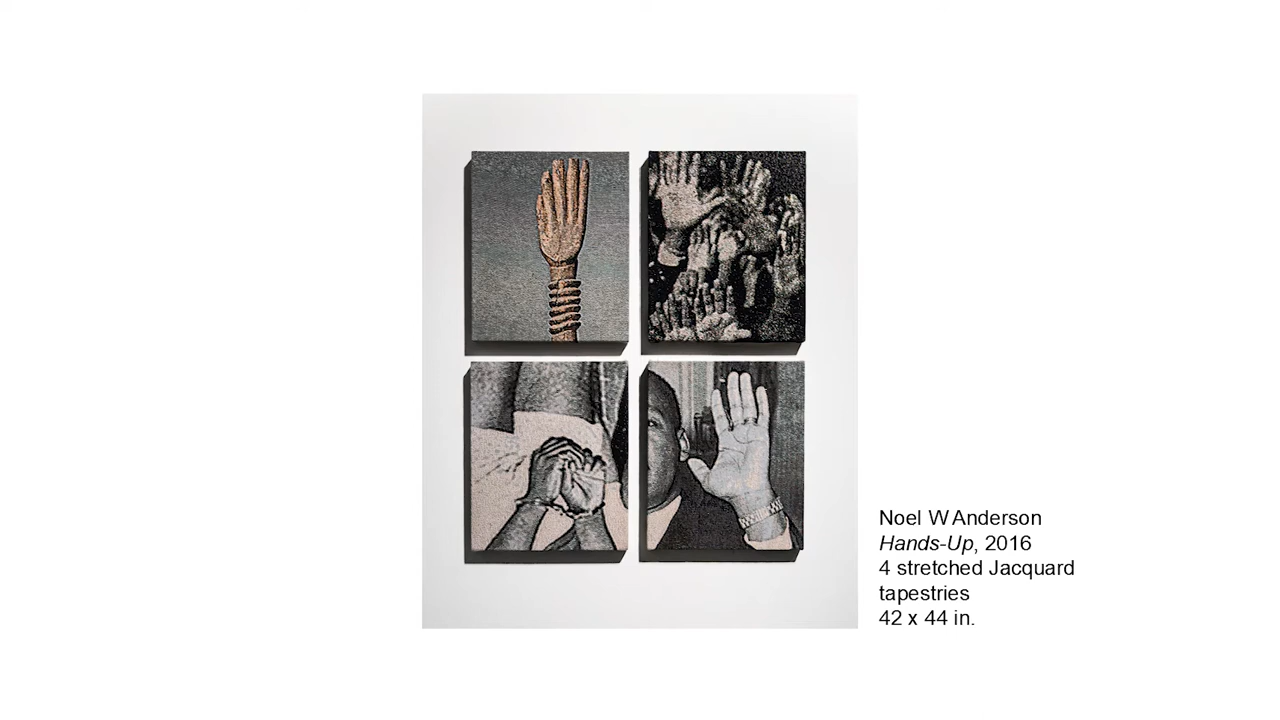 Noel W Anderson
Hands-Up, 2016
4 stretched Jacquard
tapestries
42 x 44 in.